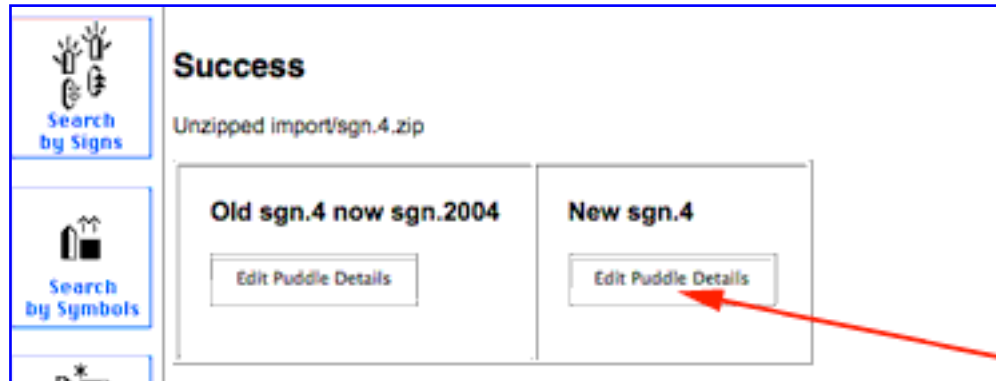 Search
by Signs
Search
by Symbols
Success
Unzipped import/sgn.4.zip
Old sgn.4 now sgn.2004
New sgn.4
Edit Puddle Details
Edit Puddle Details